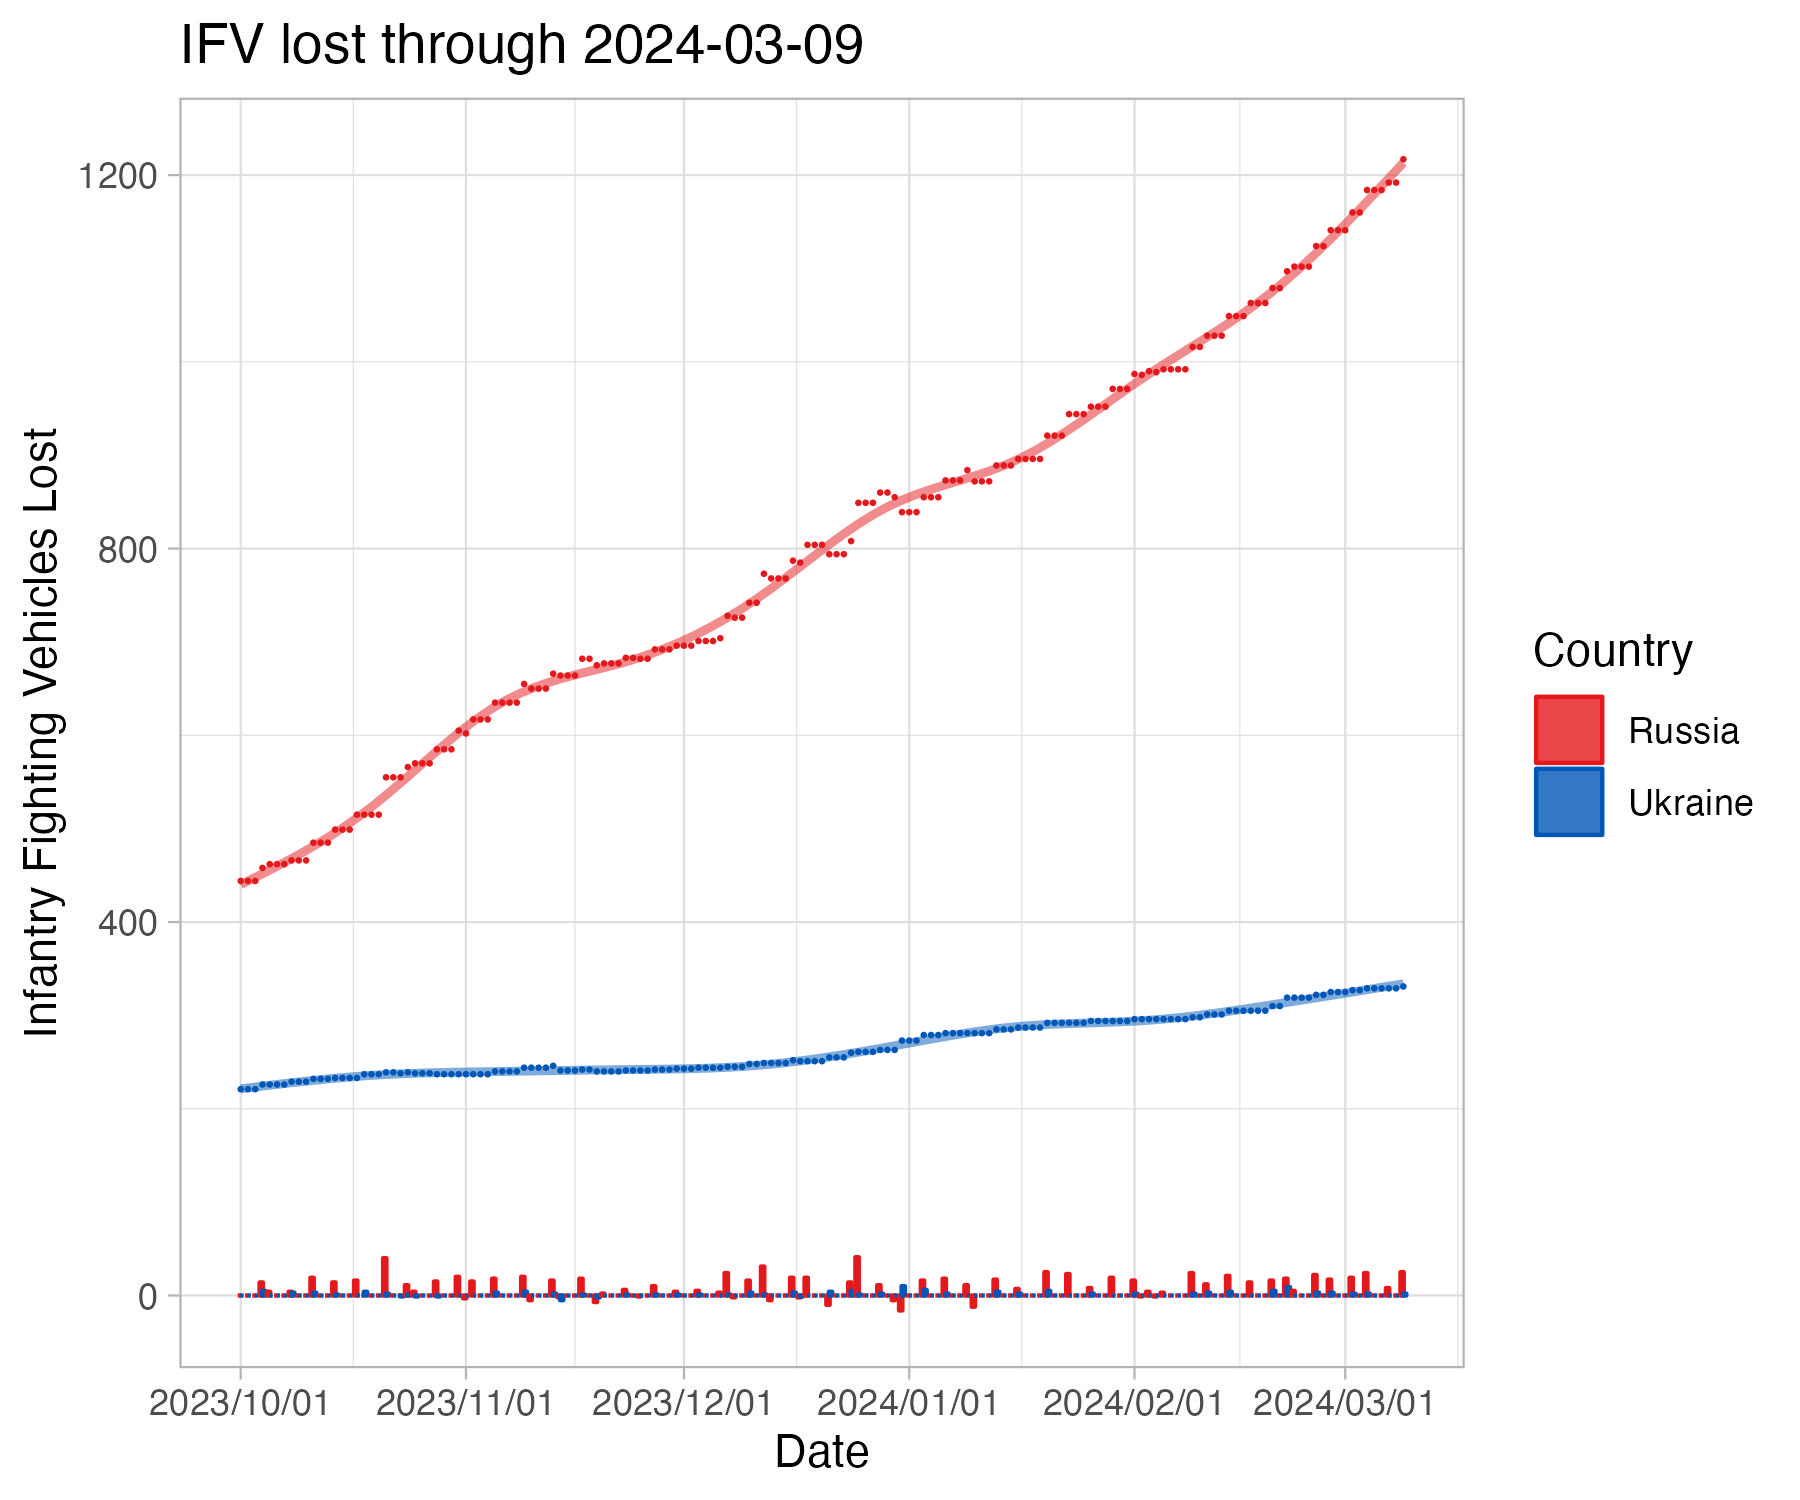 IFV lost through 2024-03-09
Infantry Fighting Vehicles Lost
1200
800
400
0
2023/10/01
2023/11/01
2023/12/01
2024/01/01
2024/02/01
2024/03/01
Date
Country
Russia
Ukraine